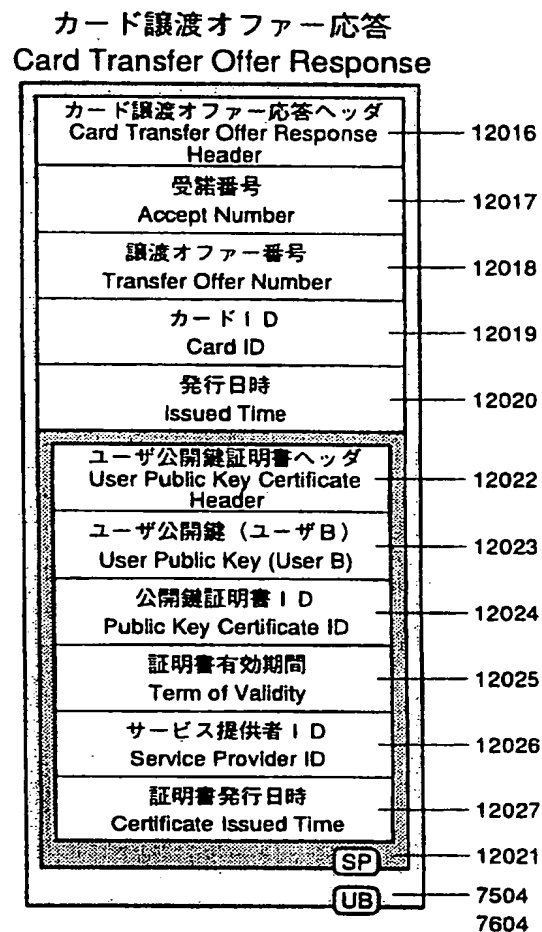 カード譲渡オファー応答
Card Transfer Offer Response
カード譲渡オファー応答ヘッダ
Card Transfer Offer Response
Header
12016
受諾番号
Accept Number
12017
譲渡オファー番号
Transfer Offer Number
12018
カードID
Card ID
12019
発行日時
Issued Time
12020
ユーザ公開鍵証明書ヘッダ
User Public Key Certificate
Header
12022
ユーザ公開鍵（ユーザB）
User Public Key (User B)
12023
公開鍵証明書ID
Public Key Certificate ID
12024
証明書有効期間
Term of Validity
12025
サービス提供者ID
Service Provider ID
12026
証明書発行日時
Certificate Issued Time
12027
SP
12021
UB
7504
7604